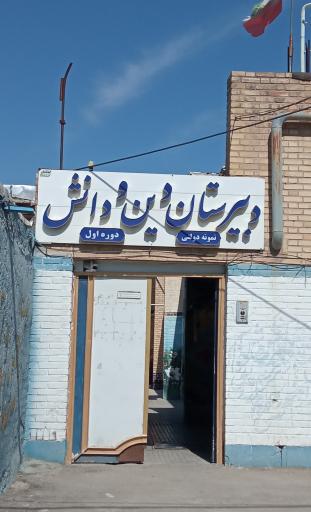 دبیرستان دین و دانش
نمونه دولتی
دوره اول